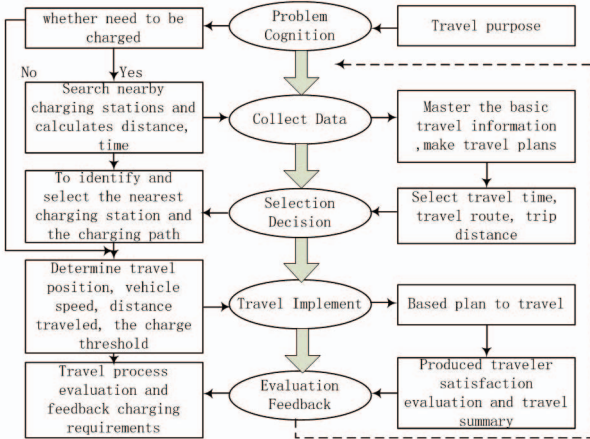 whether need to be
charged
Problem
Cognition
Travel purpose
No
Yes
Search nearby
charging stations and
calculates distance,
time
Collect Data
Master the basic
travel information
,make travel plans
To identify and
select the nearest
charging station and
the charging path
Selection
Decision
Select travel time,
travel route, trip
distance
Determine travel
position, vehicle
speed, distance
traveled, the charge
threshold
Travel Implement
Based plan to travel
Travel process
evaluation and
feedback charging
requirements
Evaluation
Feedback
Produced traveler
satisfaction
evaluation and travel
summary